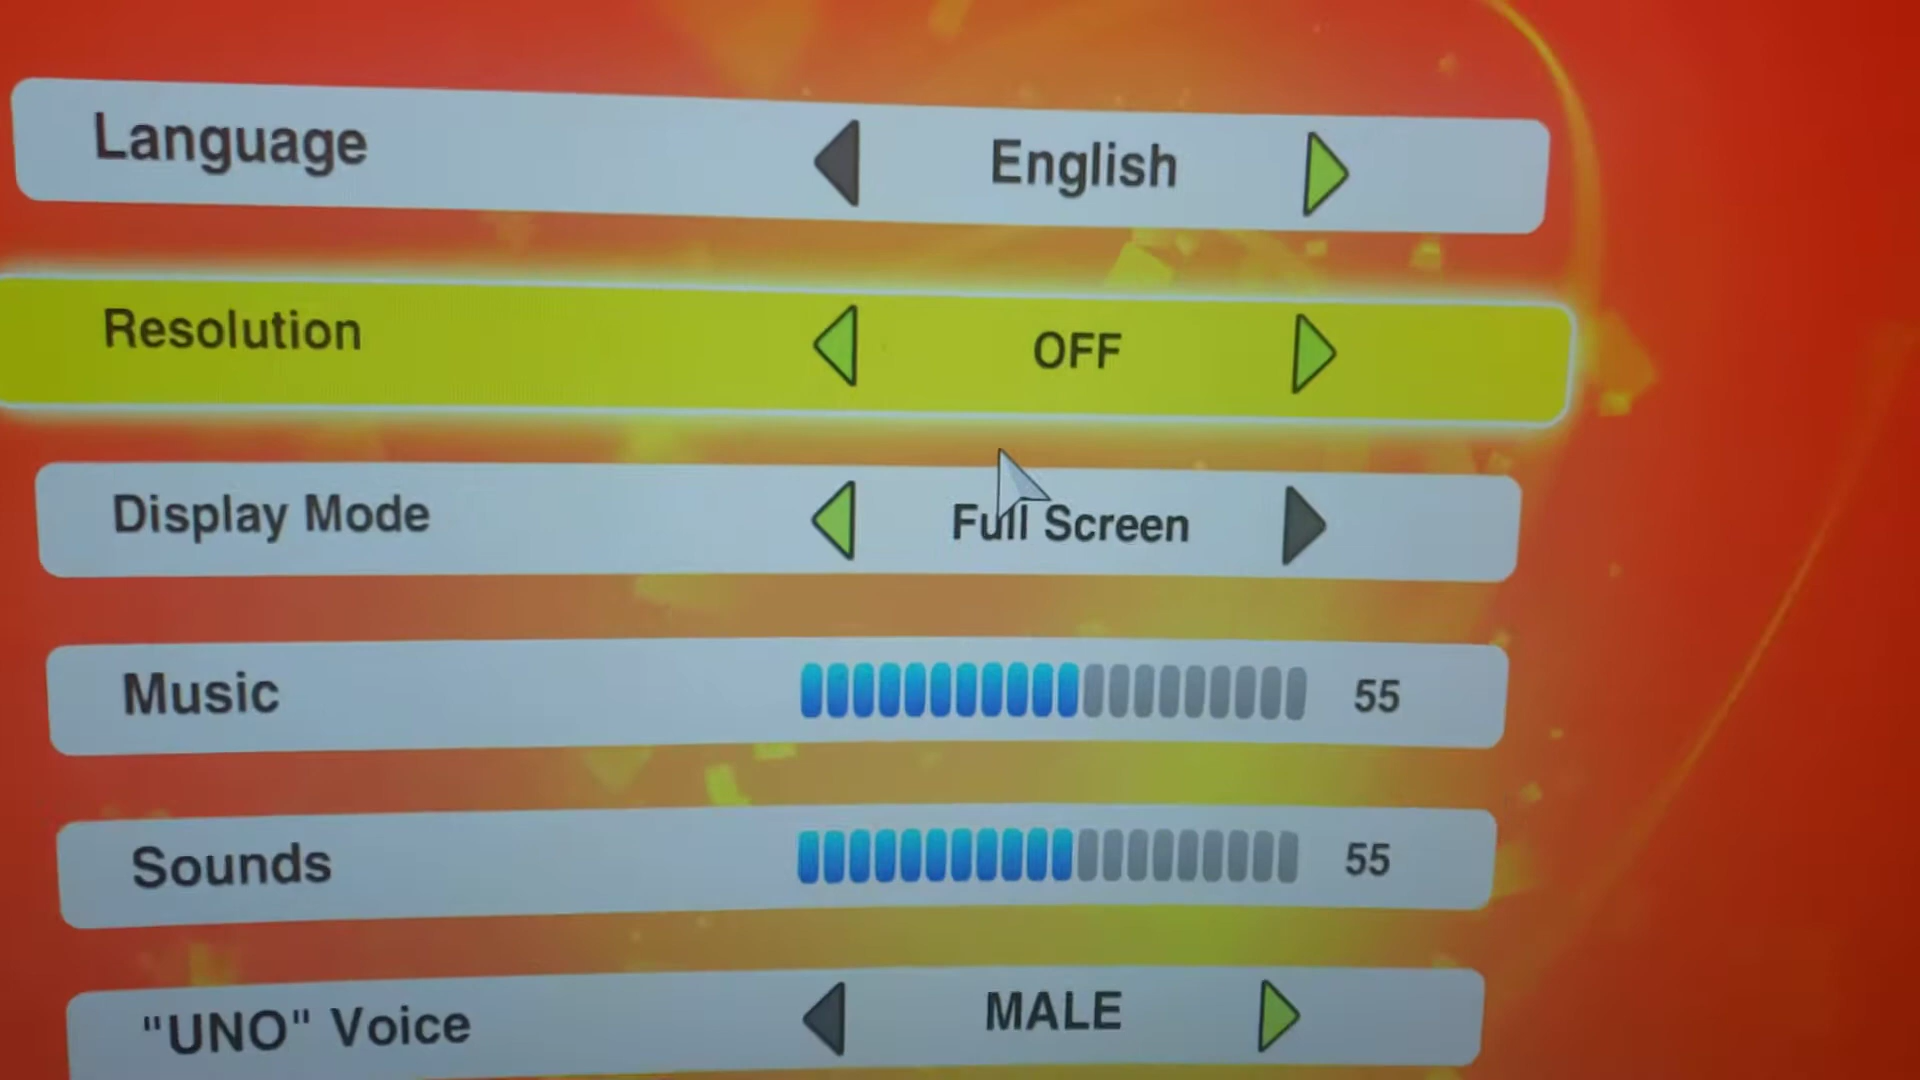 Language English
Resolution OFF
Display Mode Full Screen
Music 55
Sounds 55
"UNO" Voice MALE